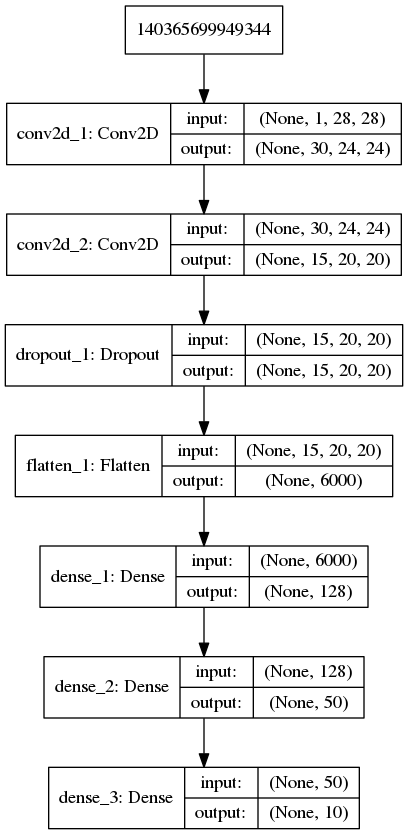 140365699949344
conv2d_1: Conv2D
input: (None, 1, 28, 28)
output: (None, 30, 24, 24)
conv2d_2: Conv2D
input: (None, 30, 24, 24)
output: (None, 15, 20, 20)
dropout_1: Dropout
input: (None, 15, 20, 20)
output: (None, 15, 20, 20)
flatten_1: Flatten
input: (None, 15, 20, 20)
output: (None, 6000)
dense_1: Dense
input: (None, 6000)
output: (None, 128)
dense_2: Dense
input: (None, 128)
output: (None, 50)
dense_3: Dense
input: (None, 50)
output: (None, 10)